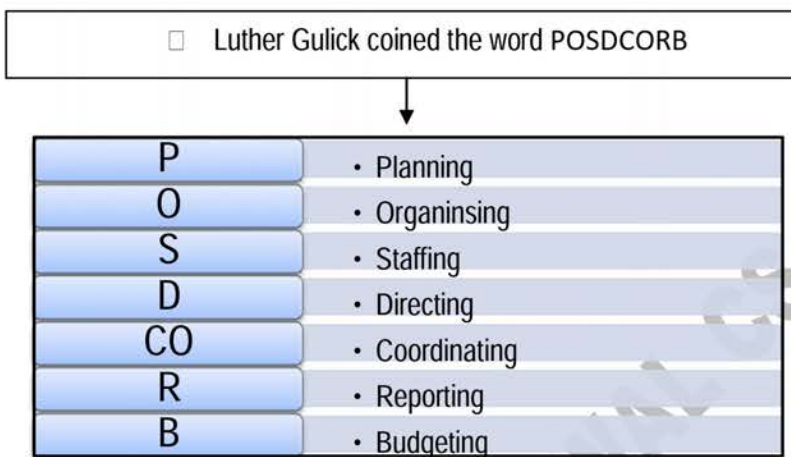 □ Luther Gulick coined the word POSDCORB
P • Planning
O • Organinsing
S • Staffing
D • Directing
CO • Coordinating
R • Reporting
B • Budgeting